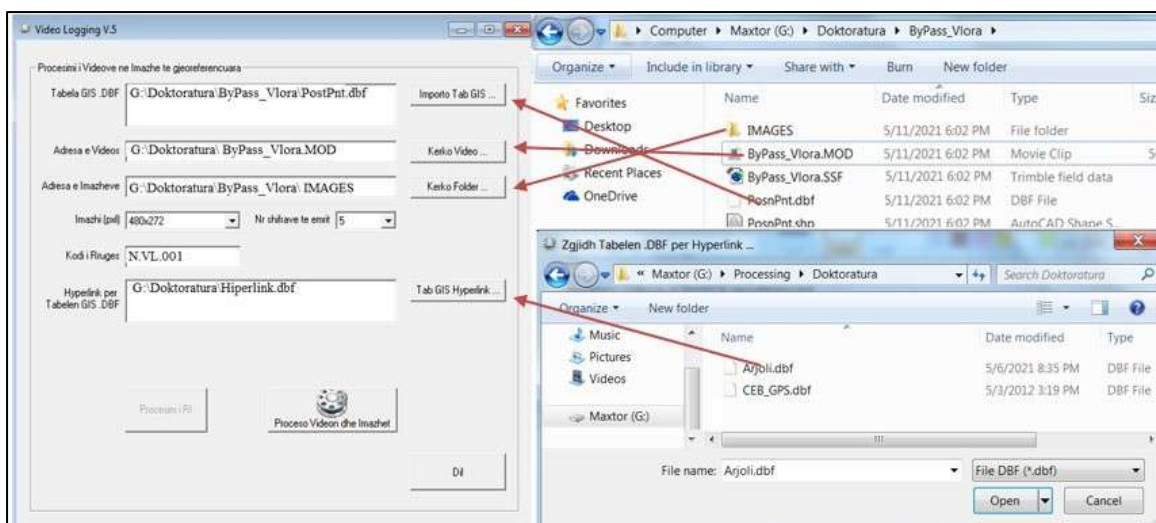 Video Logging V.5
Procesimi i Videove ne Imazhe te gjeoreferencuara
Tabela GIS .DBF
G:\Doktoratura\ByPass_Vlora\PostPnt.dbf
Importo Tab GIS ...
Adresa e Videos
G:\Doktoratura\ ByPass_Vlora.MOD
Kerko Video ...
Adresa e Imazheve
G:\Doktoratura\ByPass_Vlora\ IMAGES
Kerko Folder ...
Imazhi (pxl) 480x272 Nr shifrave te emrit 5
Kodi i Rruges N.VL.001
Hyperlink per
Tabelen GIS .DBF
G:\Doktoratura\Hiperlink.dbf
Tab GIS Hyperlink ...
Procesim i Ri
Proceso Videon dhe Imazhet
Dil
Computer ▸ Maxtor (G:) ▸ Doktoratura ▸ ByPass_Vlora ▸
Organize Include in library Share with Burn New folder
Favorites
Desktop
Downloads
Recent Places
OneDrive
Name Date modified Type Siz
IMAGES 5/11/2021 6:02 PM File folder
ByPass_Vlora.MOD 5/11/2021 6:02 PM Movie Clip 5
ByPass_Vlora.SSF 5/11/2021 6:02 PM Trimble field data
PosnPnt.dbf 5/11/2021 6:02 PM DBF File
PosnPnt.shp 5/11/2021 6:02 PM AutoCAD Shape S...
Zgjidh Tabelen .DBF per Hyperlink ...
« Maxtor (G:) ▸ Processing ▸ Doktoratura
Search Doktoratura
Organize New folder
Music
Pictures
Videos
Maxtor (G:)
Name Date modified Type
Arjoli.dbf 5/6/2021 8:35 PM DBF File
CEB_GPS.dbf 5/3/2012 3:19 PM DBF File
File name: Arjoli.dbf File DBF (*.dbf)
Open Cancel